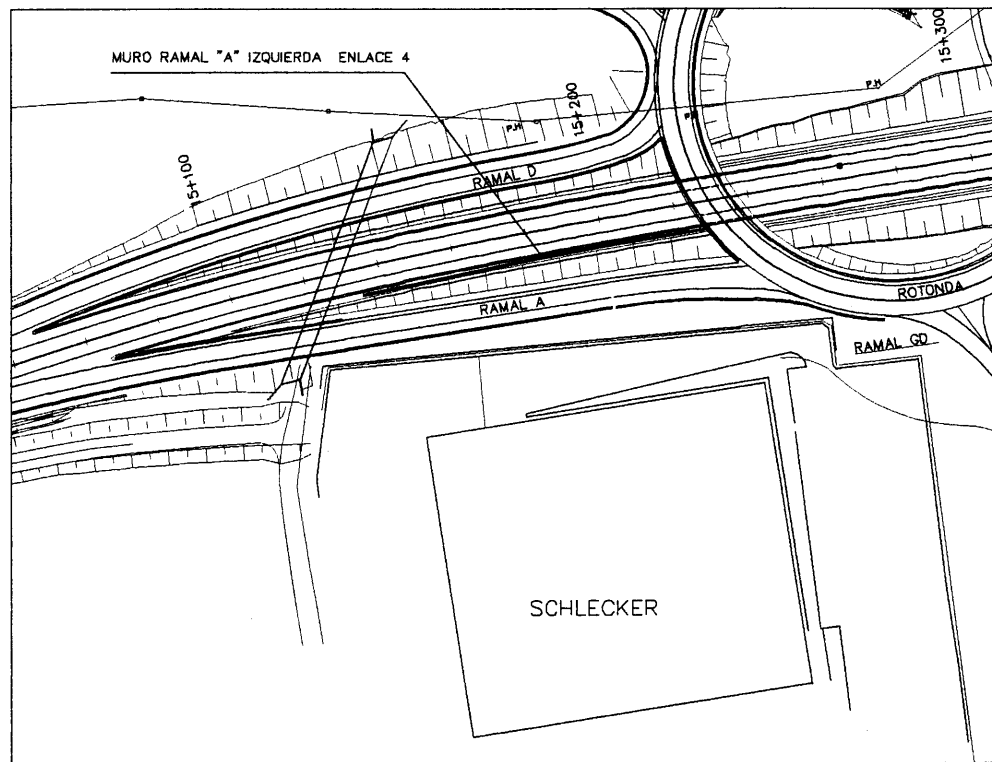 MURO RAMAL "A" IZQUIERDA ENLACE 4
15+300
P.H
15+200
P.H
P.H
15+100
RAMAL D
RAMAL A
ROTONDA
RAMAL GD
SCHLECKER